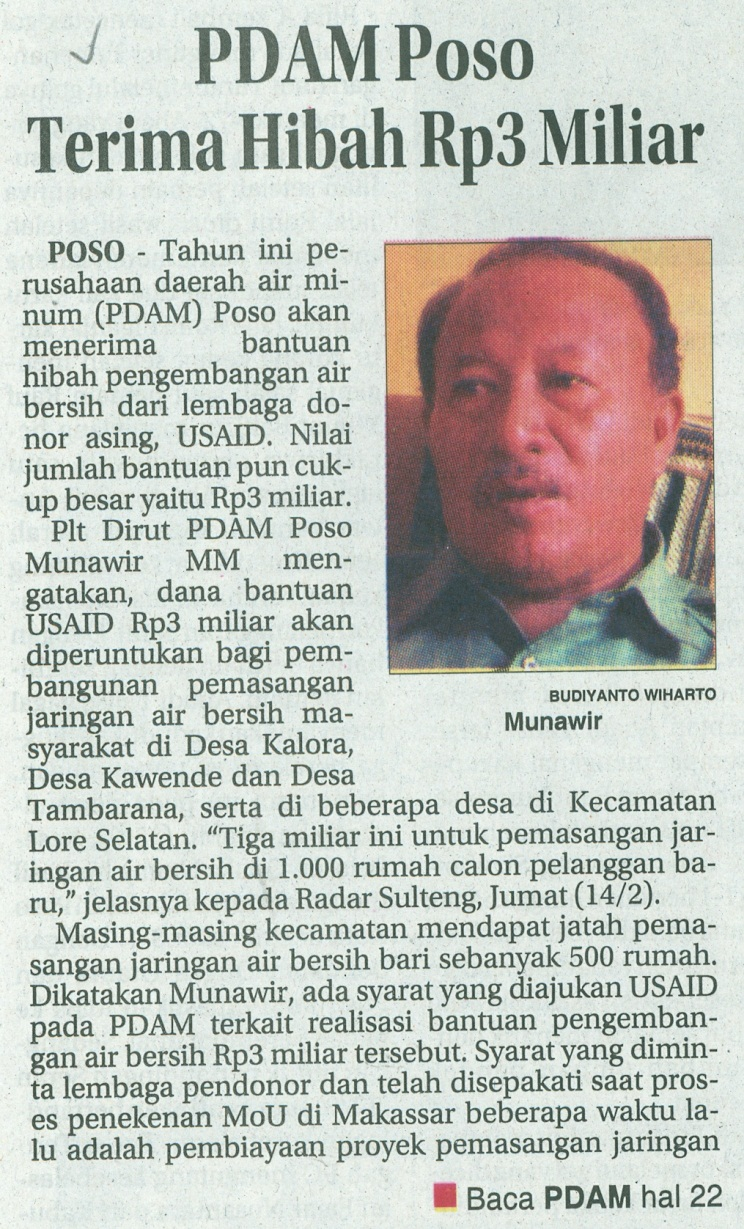 PDAM Poso
Terima Hibah Rp3 Miliar
POSO - Tahun ini pe-
rusahaan daerah air mi-
num (PDAM) Poso akan
menerima bantuan
hibah pengembangan air
bersih dari lembaga do-
nor asing, USAID. Nilai
jumlah bantuan pun cuk-
up besar yaitu Rp3 miliar.
Plt Dirut PDAM Poso
Munawir MM men-
gatakan, dana bantuan
USAID Rp3 miliar akan
diperuntukan bagi pem-
bangunan pemasangan
jaringan air bersih ma-
syarakat di Desa Kalora,
Desa Kawende dan Desa
Tambarana, serta di beberapa desa di Kecamatan
Lore Selatan. “Tiga miliar ini untuk pemasangan jar-
ingan air bersih di 1.000 rumah calon pelanggan ba-
ru,” jelasnya kepada Radar Sulteng, Jumat (14/2).
Masing-masing kecamatan mendapat jatah pema-
sangan jaringan air bersih bari sebanyak 500 rumah.
Dikatakan Munawir, ada syarat yang diajukan USAID
pada PDAM terkait realisasi bantuan pengemban-
gan air bersih Rp3 miliar tersebut. Syarat yang dimin-
ta lembaga pendonor dan telah disepakati saat pros-
es penekenan MoU di Makassar beberapa waktu la-
lu adalah pembiayaan proyek pemasangan jaringan
Baca PDAM hal 22
BUDIYANTO WIHARTO
Munawir